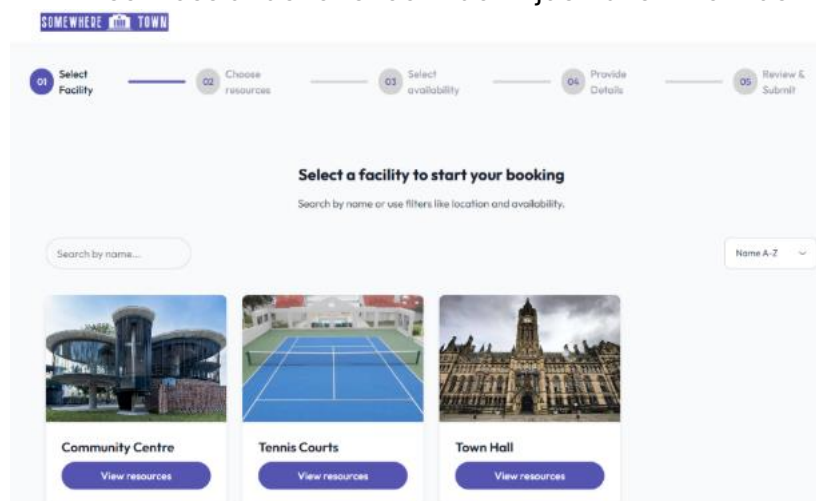 SOMEWHERE TOWN
01 Select Facility
02 Choose resources
03 Select availability
04 Provide Details
05 Review & Submit
Select a facility to start your booking
Search by name or use filters like location and availability.
Search by name...
Name A-Z
Community Centre
Tennis Courts
Town Hall
View resources
View resources
View resources